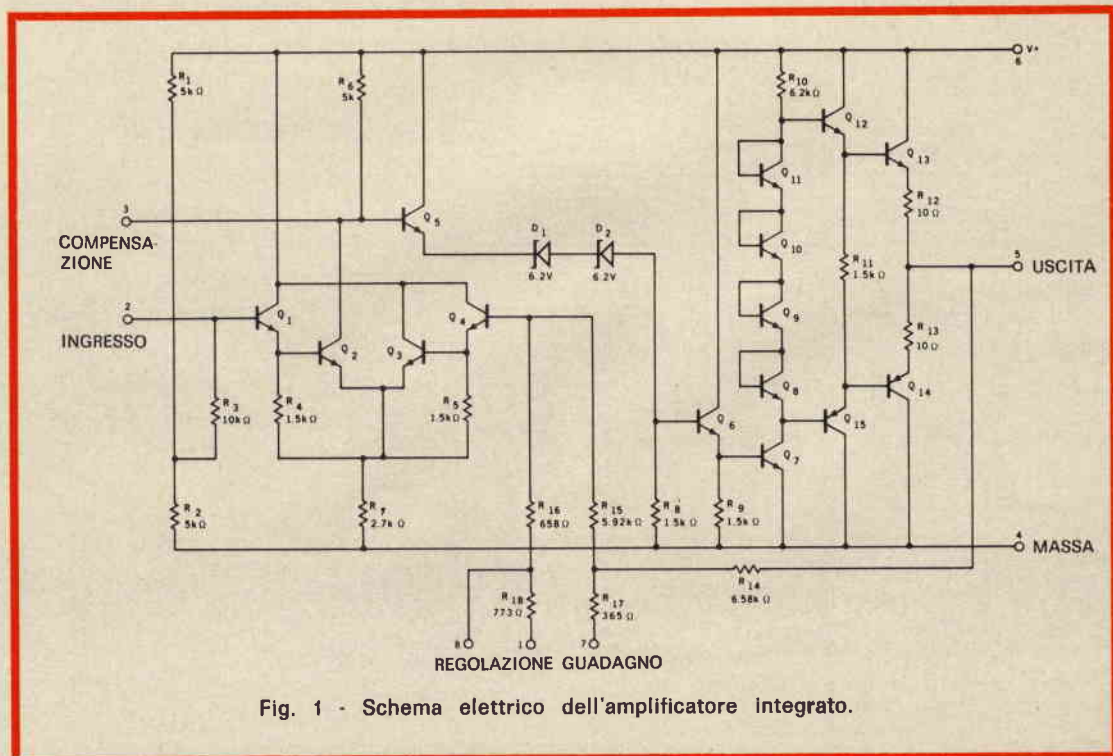 R1
5kΩ
R6
5k
R10
6.2kΩ
V+
6
Q12
Q13
Q11
R12
10Ω
3
COMPENSA-
ZIONE
Q5
D1
6.2V
D2
6.2V
Q10
R11
1.5kΩ
5
USCITA
2
INGRESSO
Q1
Q2
Q3
Q4
Q9
R13
10Ω
Q8
Q14
R3
10kΩ
R4
1.5kΩ
R5
1.5kΩ
Q6
Q15
Q7
R2
5kΩ
R7
2.7kΩ
R16
658Ω
R15
5.92kΩ
R8
1.5kΩ
R9
1.5kΩ
4
MASSA
R14
6.58kΩ
R18
773Ω
R17
365Ω
8
1
7
REGOLAZIONE GUADAGNO
Fig. 1 - Schema elettrico dell'amplificatore integrato.